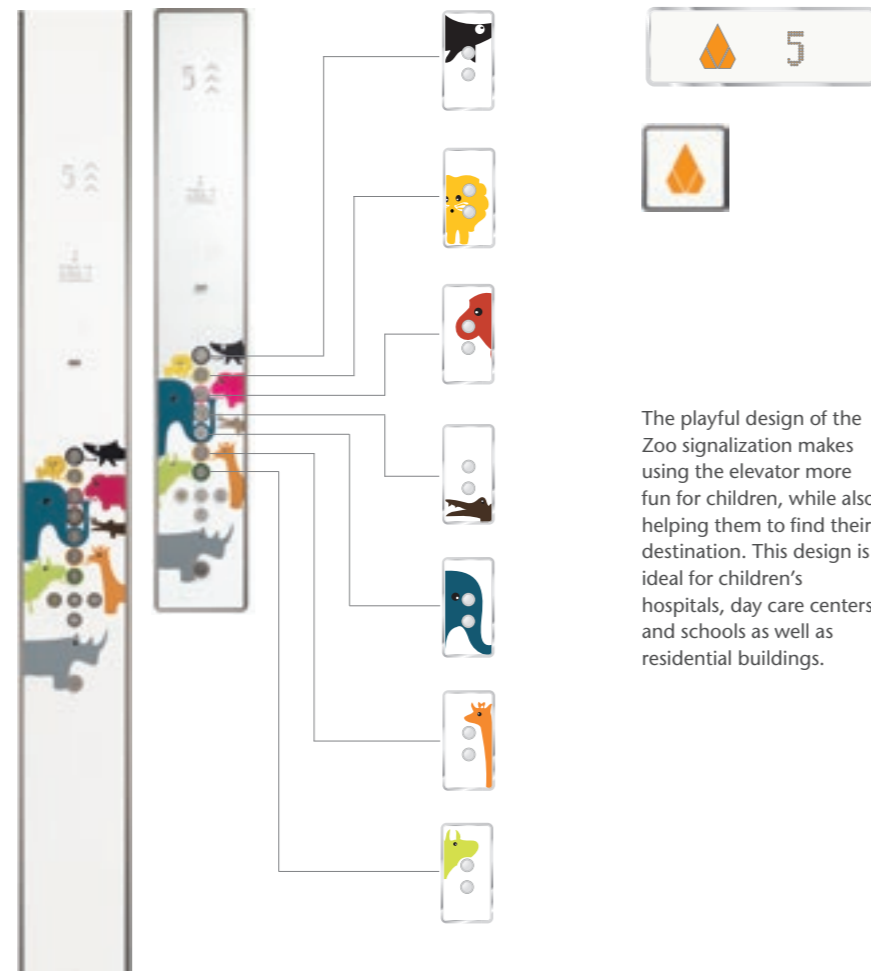 5
5
5
The playful design of the
Zoo signalization makes
using the elevator more
fun for children, while also
helping them to find their
destination. This design is
ideal for children's
hospitals, day care centers
and schools as well as
residential buildings.